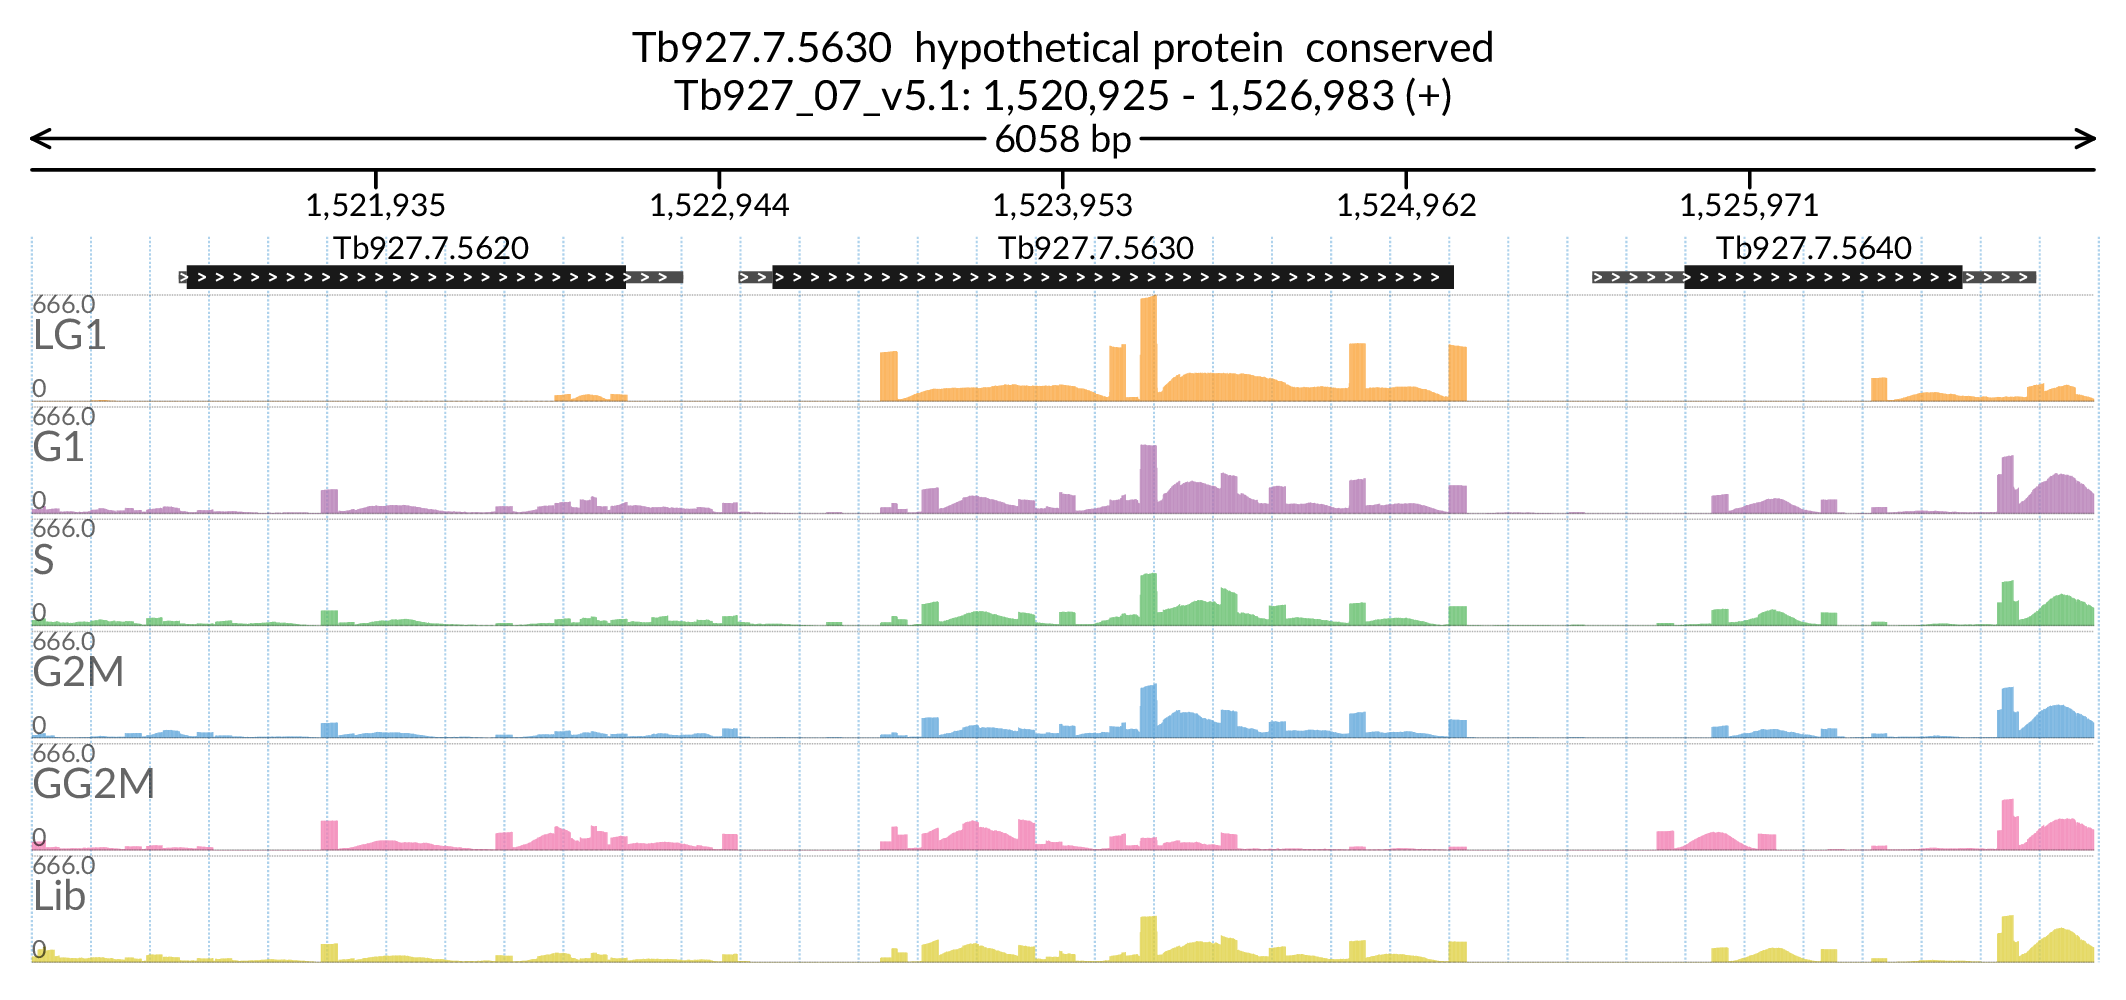 Tb927.7.5630 hypothetical protein conserved
Tb927_07_v5.1: 1,520,925 - 1,526,983 (+)
6058 bp
1,521,935 1,522,944 1,523,953 1,524,962 1,525,971
Tb927.7.5620 Tb927.7.5630 Tb927.7.5640
666.0
LG1
0
666.0
G1
0
666.0
S
0
666.0
G2M
0
666.0
GG2M
0
666.0
Lib
0